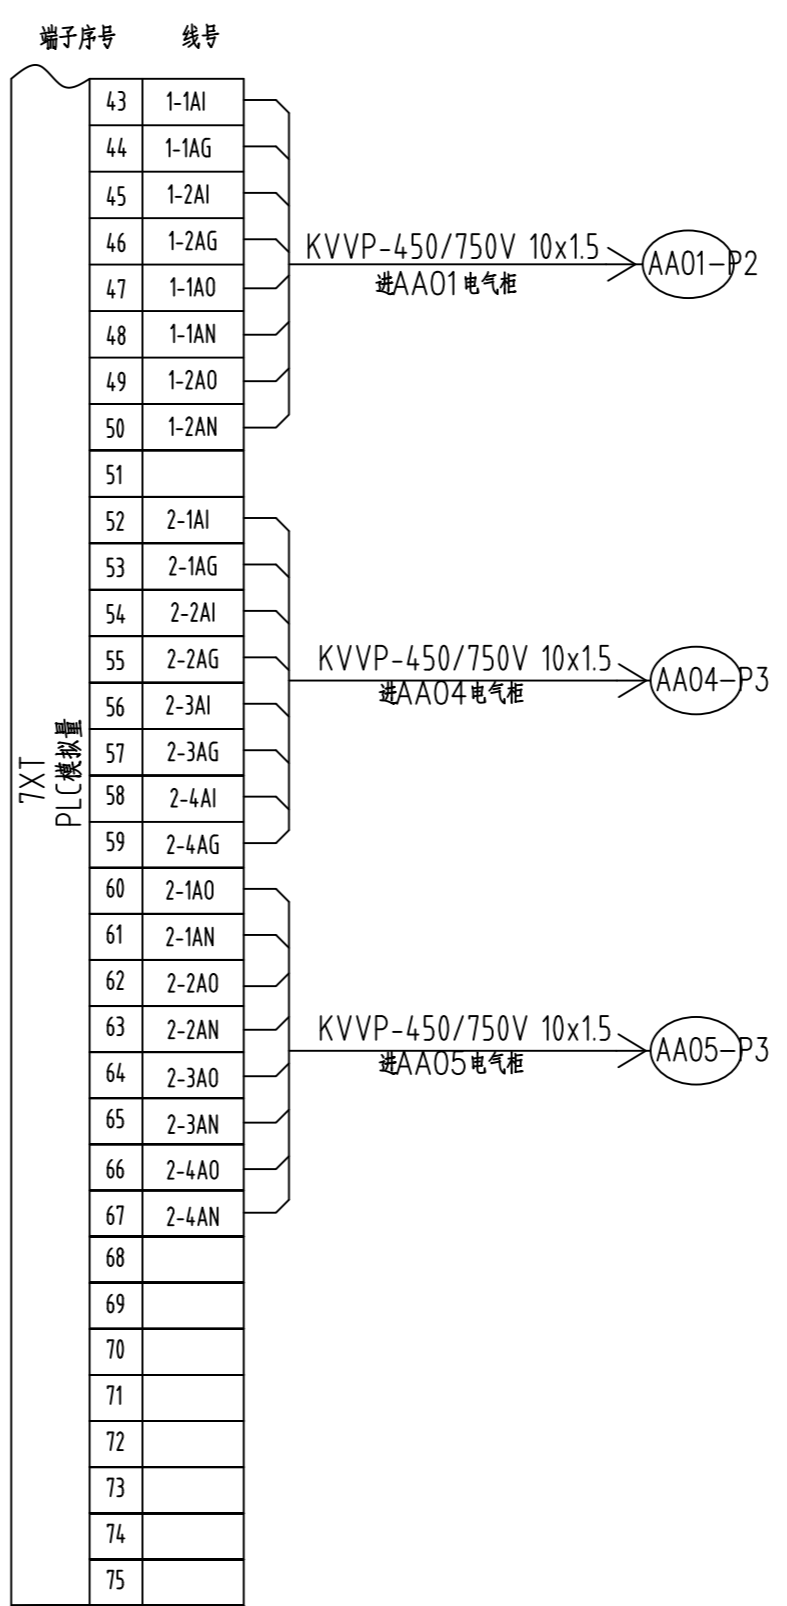 端子序号 线号
43 1-1AI
44 1-1AG
45 1-2AI
46 1-2AG
47 1-1AO
48 1-1AN
49 1-2AO
50 1-2AN
KVVP-450/750V 10x1.5
进AA01电气柜
AA01-P2
51
52 2-1AI
53 2-1AG
54 2-2AI
55 2-2AG
56 2-3AI
57 2-3AG
58 2-4AI
59 2-4AG
KVVP-450/750V 10x1.5
进AA04电气柜
AA04-P3
7XT
PLC模拟量
60 2-1AO
61 2-1AN
62 2-2AO
63 2-2AN
64 2-3AO
65 2-3AN
66 2-4AO
67 2-4AN
KVVP-450/750V 10x1.5
进AA05电气柜
AA05-P3
68
69
70
71
72
73
74
75